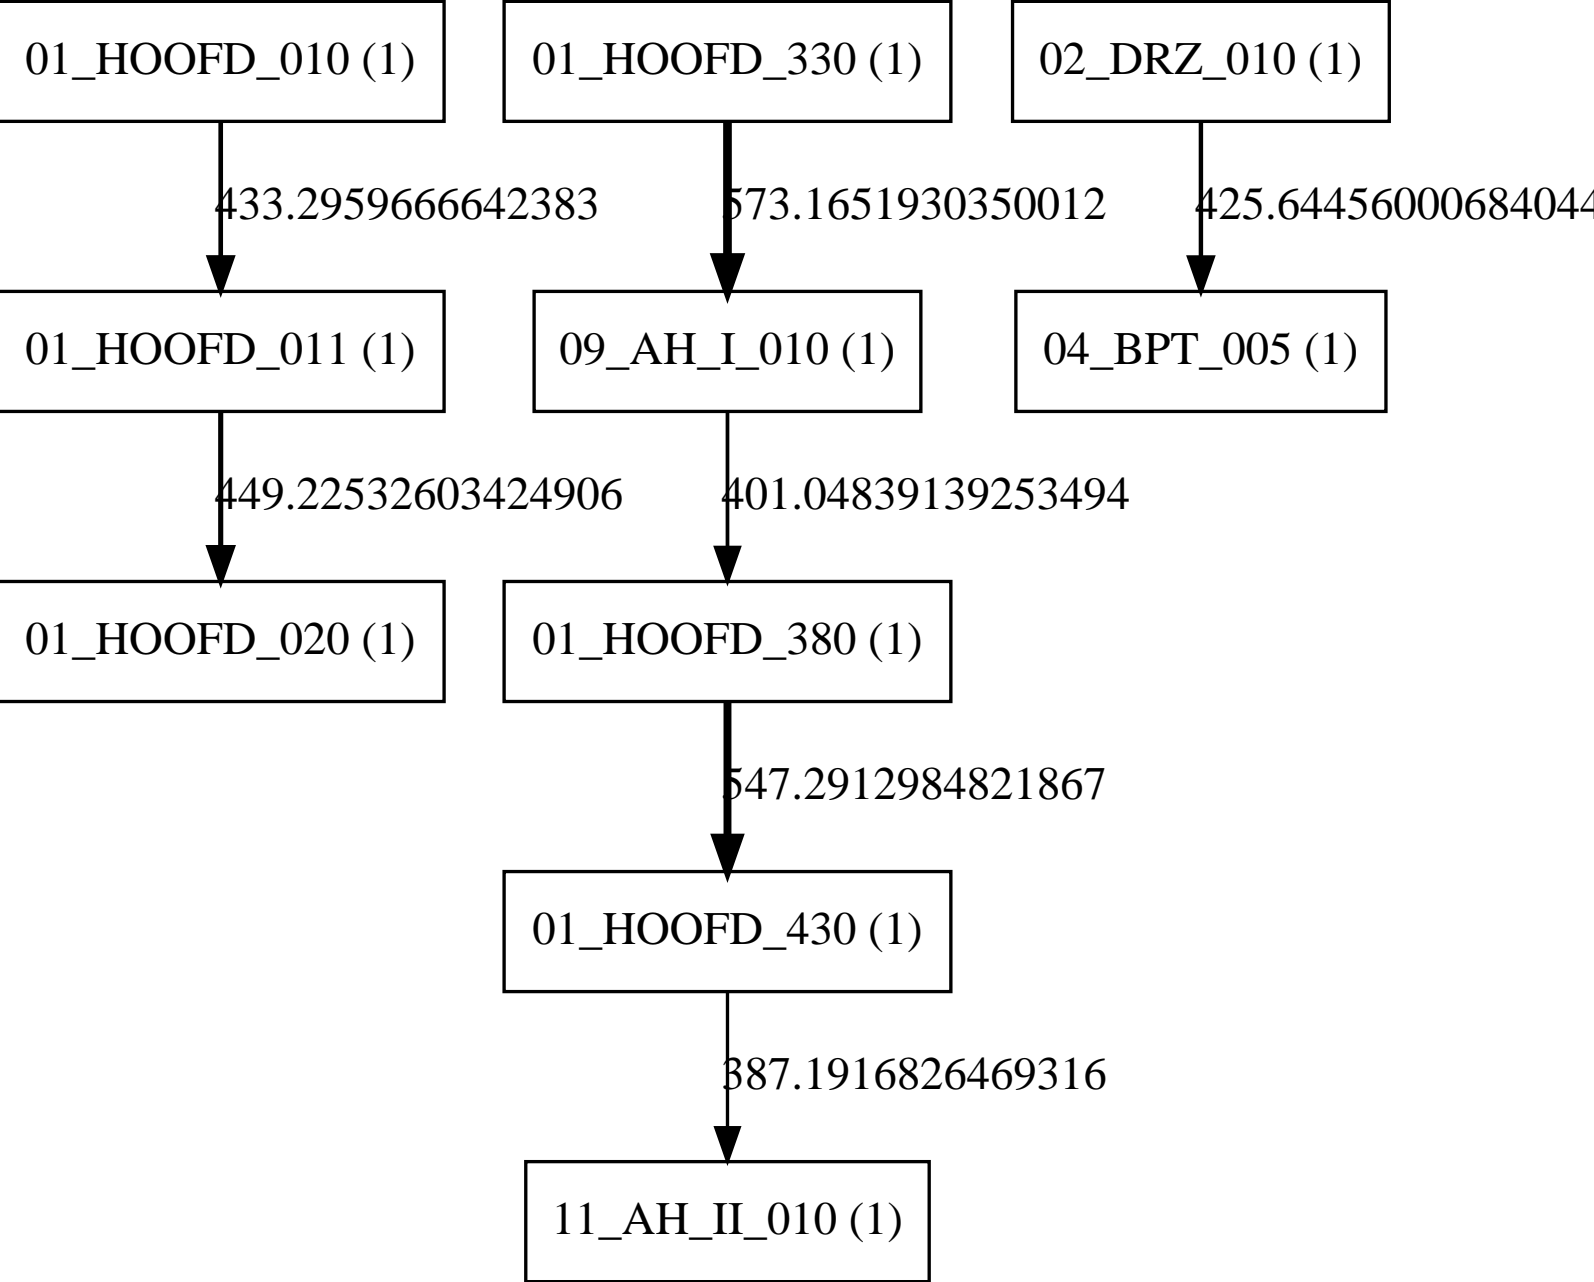 01_HOOFD_010 (1)
01_HOOFD_330 (1)
02_DRZ_010 (1)
433.2959666642383
573.1651930350012
425.64456000684044
01_HOOFD_011 (1)
09_AH_I_010 (1)
04_BPT_005 (1)
449.22532603424906
401.04839139253494
01_HOOFD_020 (1)
01_HOOFD_380 (1)
547.2912984821867
01_HOOFD_430 (1)
387.1916826469316
11_AH_II_010 (1)